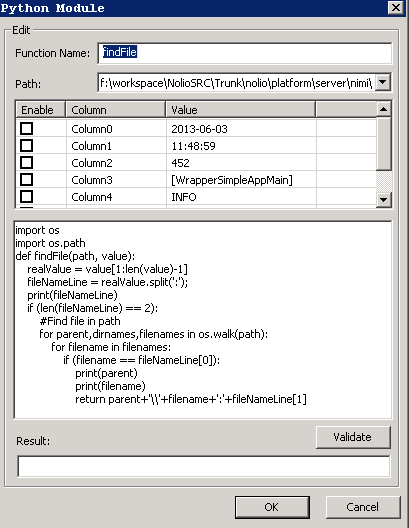 Python Module
Edit
Function Name: findFile
Path: f:\workspace\NolioSRC\Trunk\nolio\platform\server\nimi\
Enable Column Value
Column0 2013-06-03
Column1 11:48:59
Column2 452
Column3 [WrapperSimpleAppMain]
Column4 INFO
import os
import os.path
def findFile(path, value):
    realValue = value[1:len(value)-1]
    fileNameLine = realValue.split(':');
    print(fileNameLine)
    if (len(fileNameLine) == 2):
        #Find file in path
        for parent,dirnames,filenames in os.walk(path):
            for filename in filenames:
                if (filename == fileNameLine[0]):
                    print(parent)
                    print(filename)
                    return parent+'\\'+filename+':'+fileNameLine[1]
Validate
Result:
OK Cancel